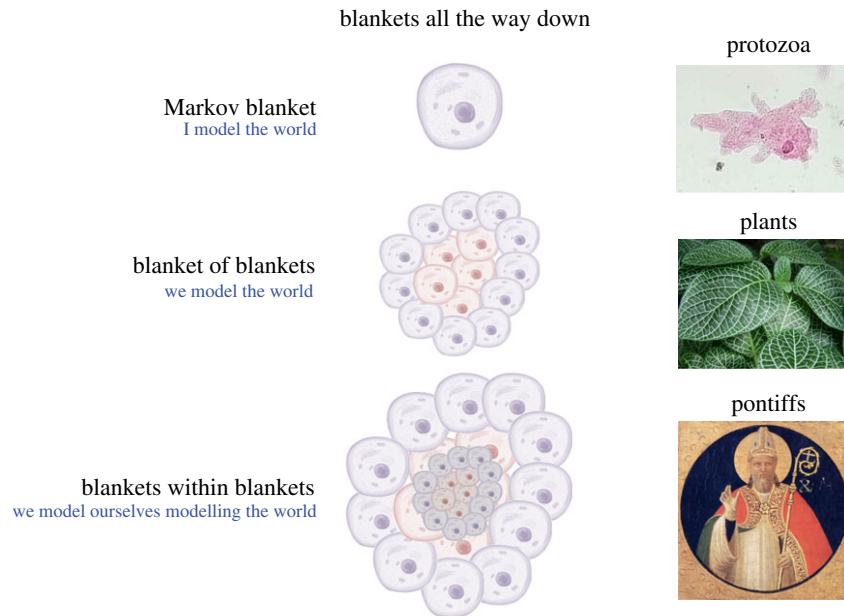 blankets all the way down
Markov blanket
I model the world
protozoa
blanket of blankets
we model the world
plants
blankets within blankets
we model ourselves modelling the world
pontiffs